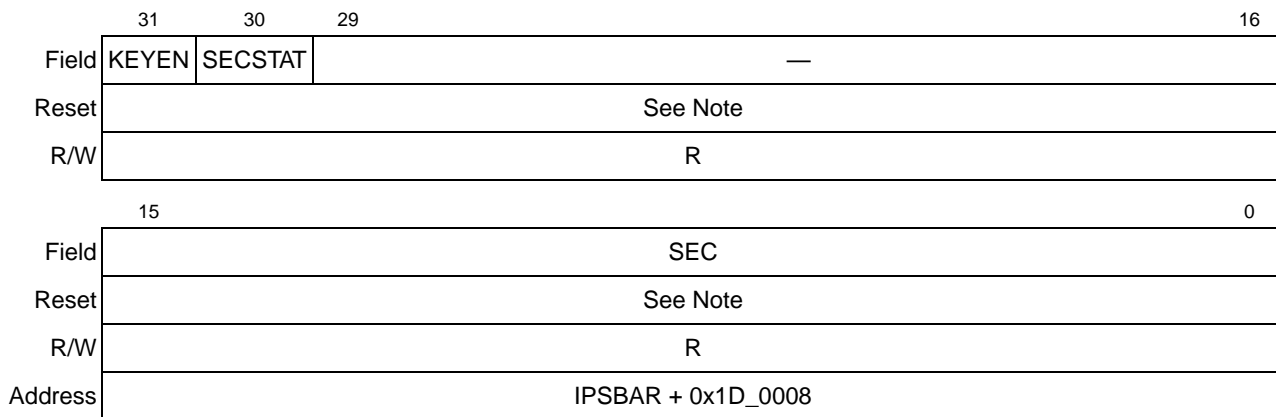 31 30 29 16
Field KEYEN SECSTAT —
Reset See Note
R/W R
15 0
Field SEC
Reset See Note
R/W R
Address IPSBAR + 0x1D_0008